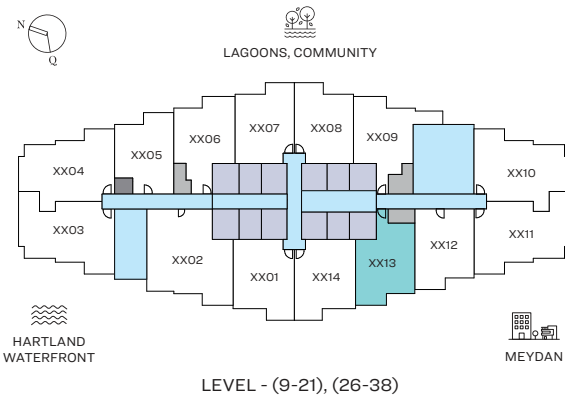 N
Q
LAGOONS, COMMUNITY
XX07
XX08
XX06
XX09
XX05
XX04
XX10
XX03
XX11
XX02
XX12
XX13
XX01
XX14
HARTLAND
WATERFRONT
MEYDAN
LEVEL - (9-21), (26-38)